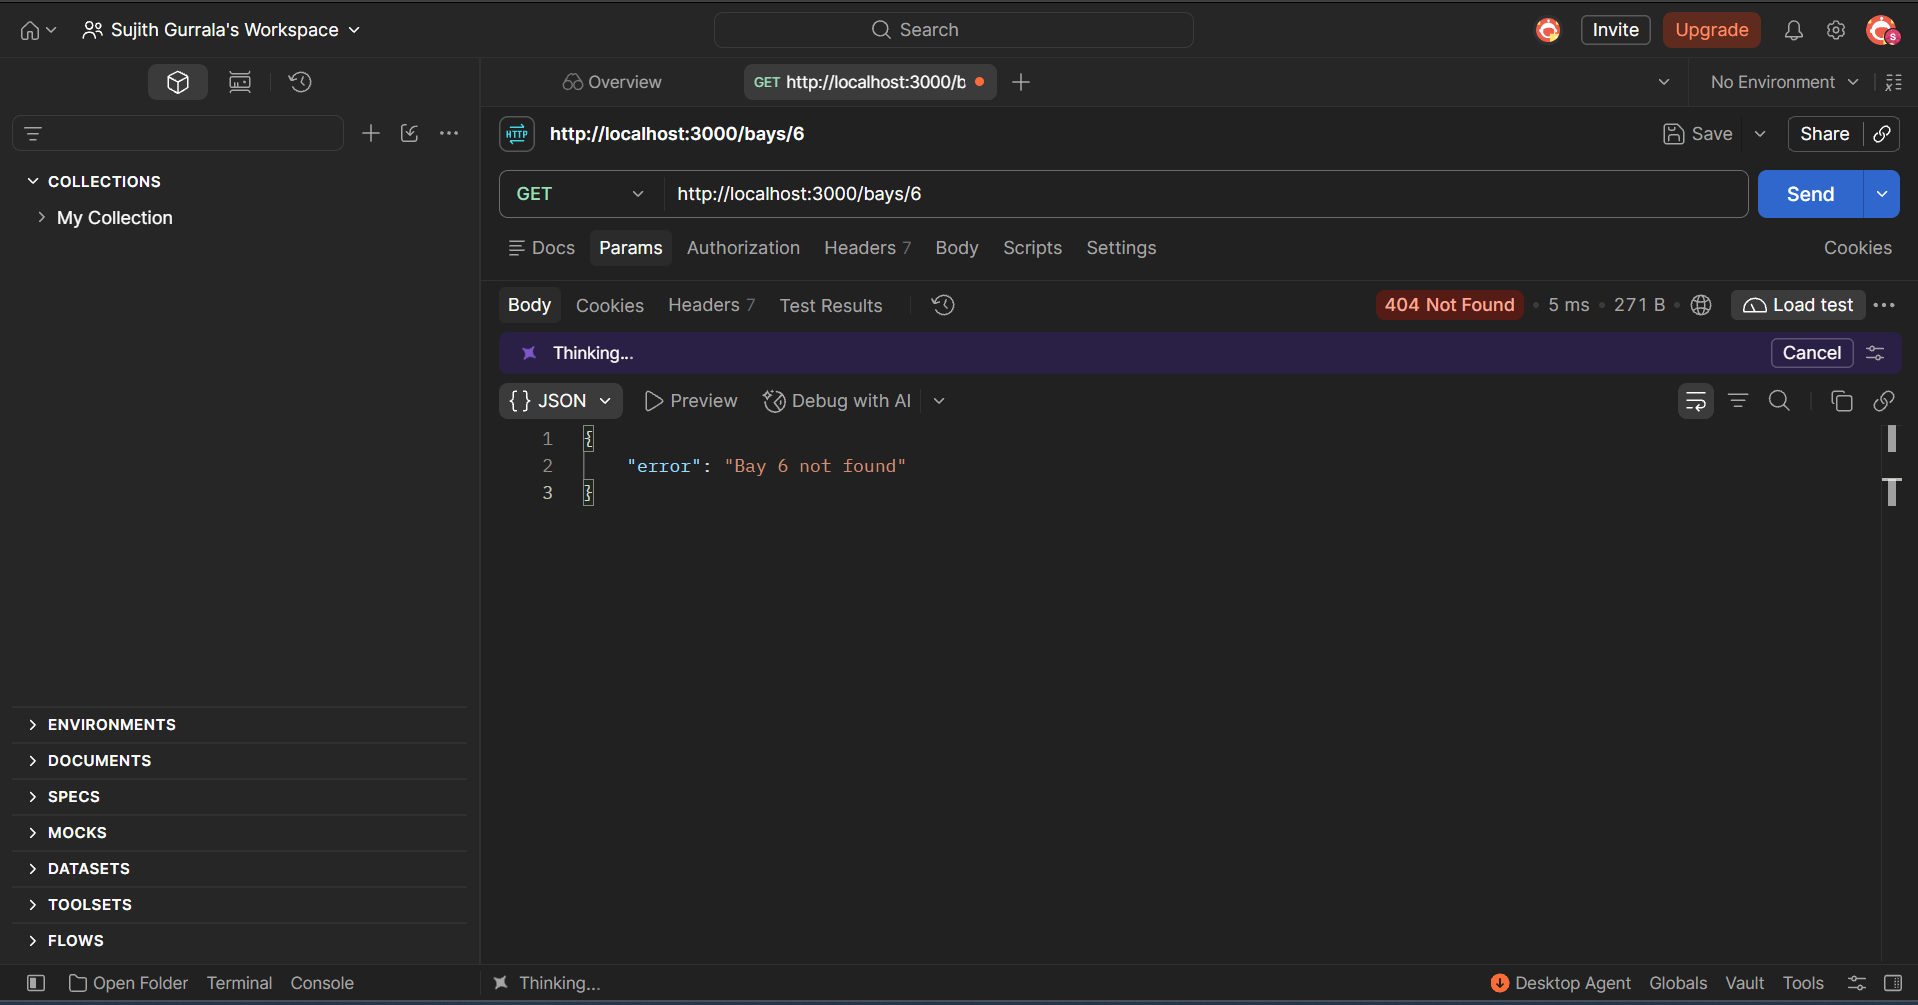 Sujith Gurrala's Workspace
Search
Invite
Upgrade
S
Overview
GET http://localhost:3000/b
No Environment
HTTP
http://localhost:3000/bays/6
Save
Share
COLLECTIONS
My Collection
GET
http://localhost:3000/bays/6
Send
Docs
Params
Authorization
Headers 7
Body
Scripts
Settings
Cookies
Body
Cookies
Headers 7
Test Results
404 Not Found
5 ms
271 B
Load test
Thinking...
Cancel
{ } JSON
Preview
Debug with AI
1 {
2 "error": "Bay 6 not found"
3 }
ENVIRONMENTS
DOCUMENTS
SPECS
MOCKS
DATASETS
TOOLSETS
FLOWS
Open Folder
Terminal
Console
Thinking...
Desktop Agent
Globals
Vault
Tools